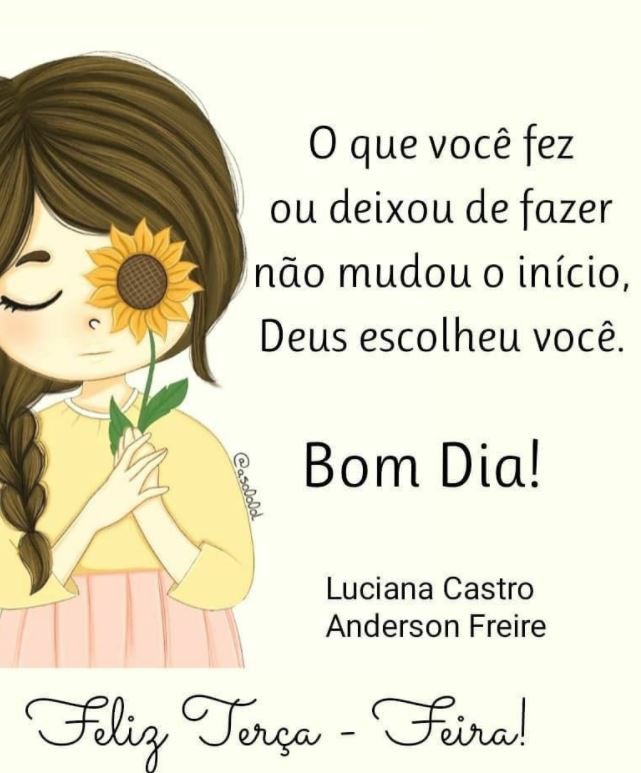 O que você fez
ou deixou de fazer
não mudou o início,
Deus escolheu você.
Bom Dia!
Luciana Castro
Anderson Freire
Feliz Terça - Feira!